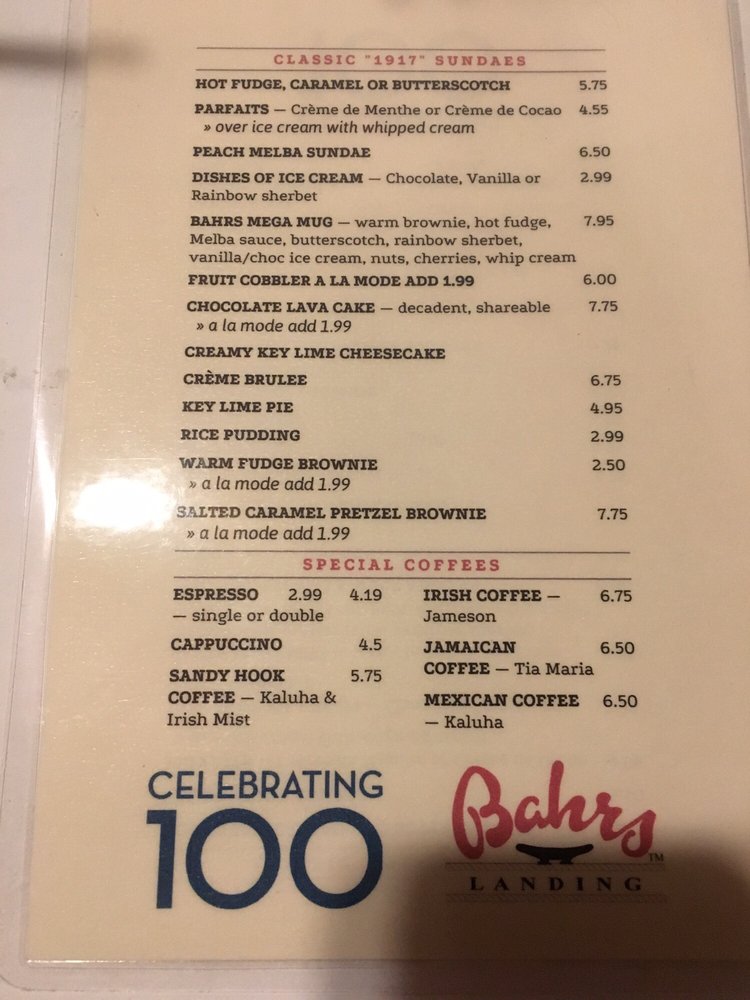 CLASSIC "1917" SUNDAES
HOT FUDGE, CARAMEL OR BUTTERSCOTCH 5.75
PARFAITS — Crème de Menthe or Crème de Cocao 4.55
» over ice cream with whipped cream
PEACH MELBA SUNDAE 6.50
DISHES OF ICE CREAM — Chocolate, Vanilla or 2.99
Rainbow sherbet
BAHRS MEGA MUG — warm brownie, hot fudge, 7.95
Melba sauce, butterscotch, rainbow sherbet,
vanilla/choc ice cream, nuts, cherries, whip cream
FRUIT COBBLER A LA MODE ADD 1.99 6.00
CHOCOLATE LAVA CAKE — decadent, shareable 7.75
» a la mode add 1.99
CREAMY KEY LIME CHEESECAKE
CRÈME BRULEE 6.75
KEY LIME PIE 4.95
RICE PUDDING 2.99
WARM FUDGE BROWNIE 2.50
» a la mode add 1.99
SALTED CARAMEL PRETZEL BROWNIE 7.75
» a la mode add 1.99
SPECIAL COFFEES
ESPRESSO 2.99 4.19
— single or double
CAPPUCCINO 4.5
SANDY HOOK 5.75
COFFEE — Kaluha &
Irish Mist
IRISH COFFEE — 6.75
Jameson
JAMAICAN 6.50
COFFEE — Tia Maria
MEXICAN COFFEE 6.50
— Kaluha
CELEBRATING
100
Bahrs TM
LANDING